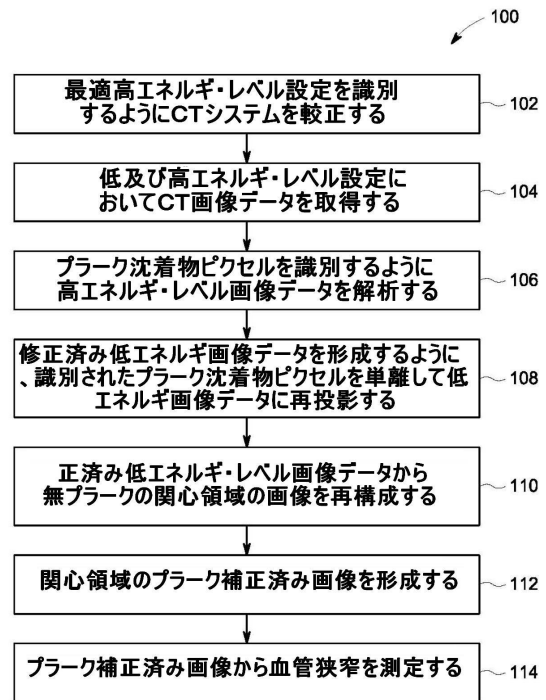 100
最適高エネルギ・レベル設定を識別
するようにCTシステムを較正する
102
低及び高エネルギ・レベル設定に
おいてCT画像データを取得する
104
プラーク沈着物ピクセルを識別するように
高エネルギ・レベル画像データを解析する
106
修正済み低エネルギ画像データを形成するように
、識別されたプラーク沈着物ピクセルを単離して低
エネルギ画像データに再投影する
108
正済み低エネルギ・レベル画像データから
無プラークの関心領域の画像を再構成する
110
関心領域のプラーク補正済み画像を形成する
112
プラーク補正済み画像から血管狭窄を測定する
114